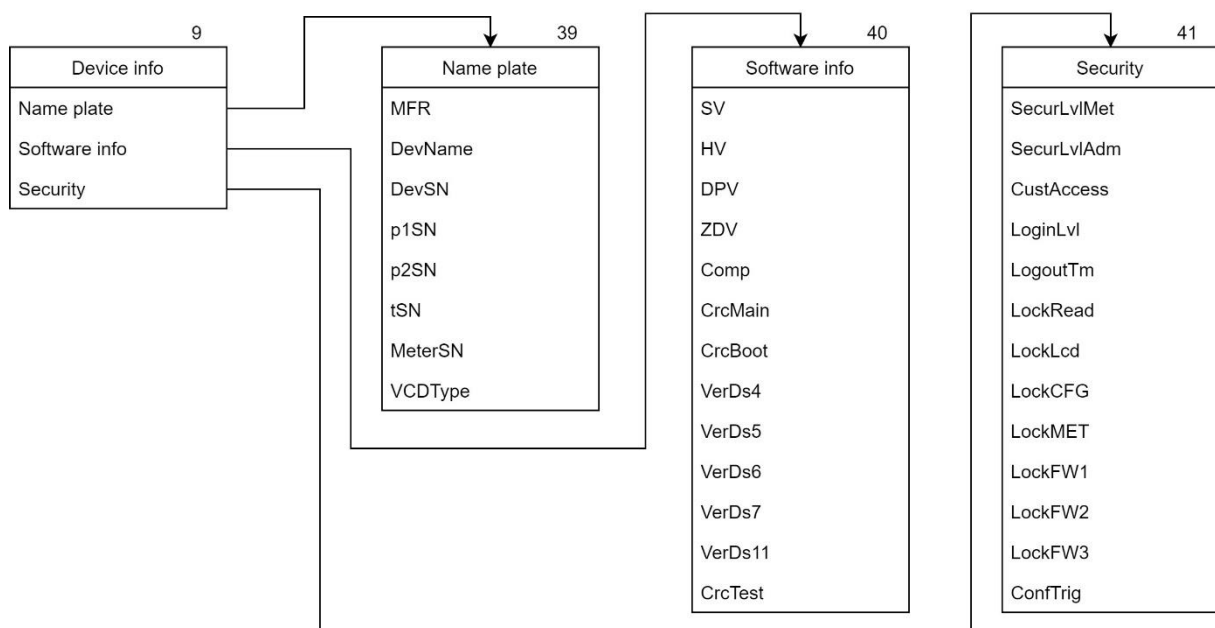 9
Device info
Name plate
Software info
Security
39
Name plate
MFR
DevName
DevSN
p1SN
p2SN
tSN
MeterSN
VCDType
40
Software info
SV
HV
DPV
ZDV
Comp
CrcMain
CrcBoot
VerDs4
VerDs5
VerDs6
VerDs7
VerDs11
CrcTest
41
Security
SecurLvlMet
SecurLvlAdm
CustAccess
LoginLvl
LogoutTm
LockRead
LockLcd
LockCFG
LockMET
LockFW1
LockFW2
LockFW3
ConfTrig